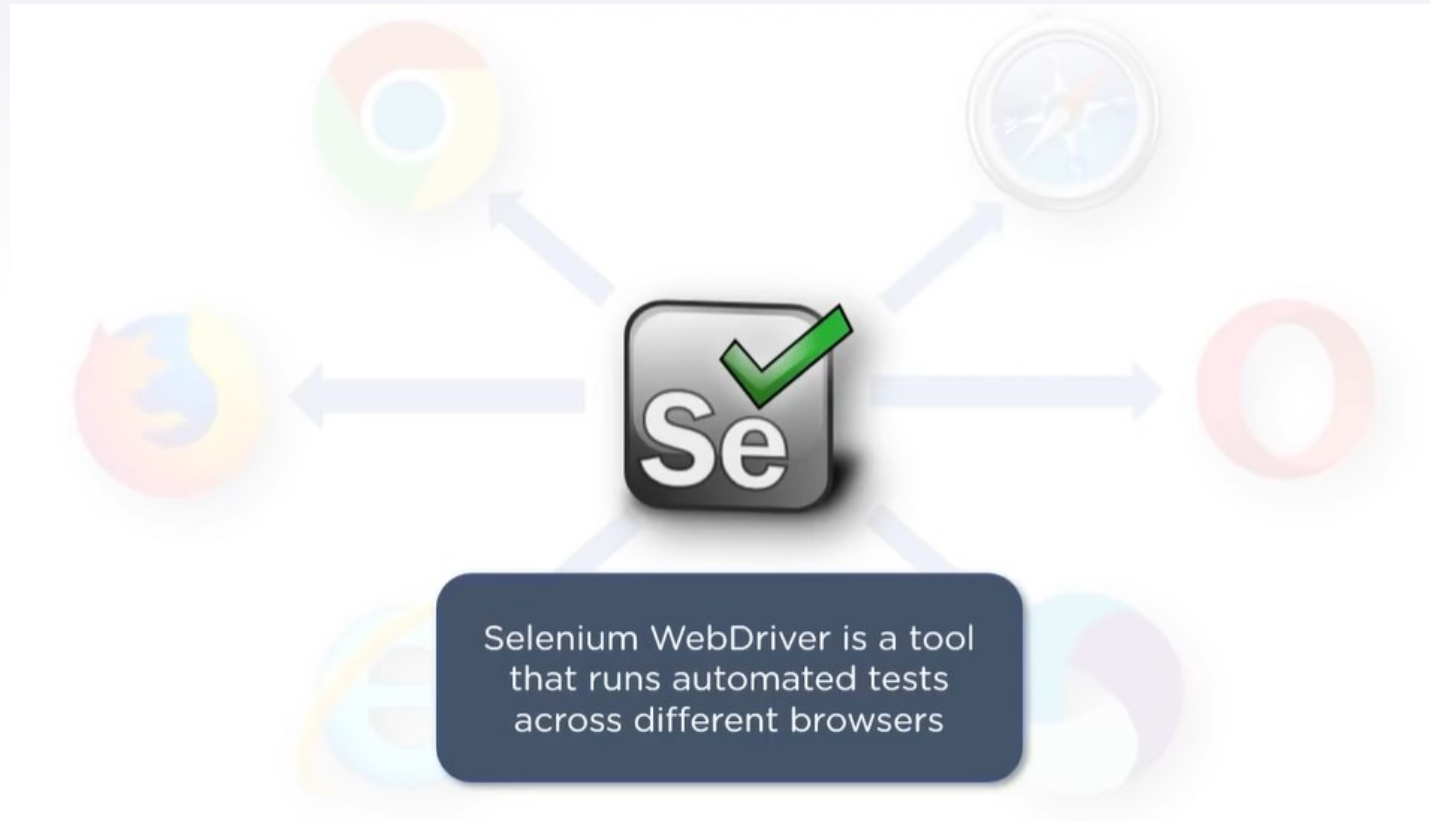 Se
Selenium WebDriver is a tool
that runs automated tests
across different browsers